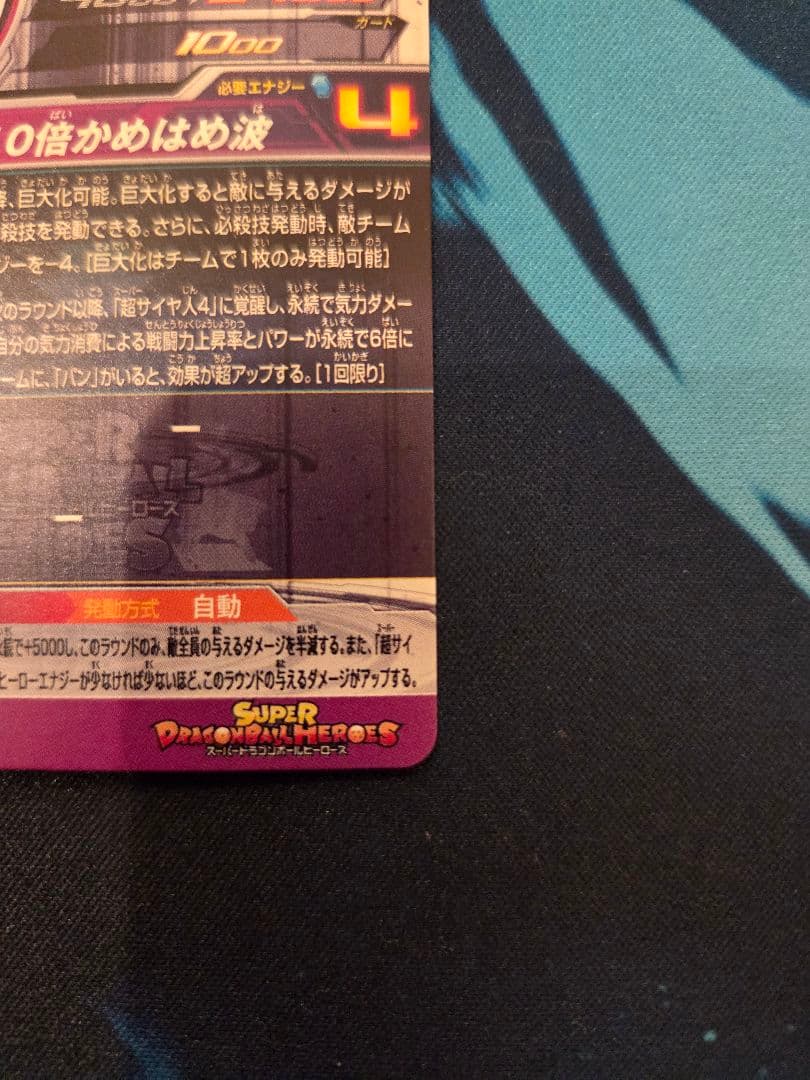 ガード
1000
必要エナジー 4
10倍かめはめ波
降、巨大化可能。巨大化すると敵に与えるダメージが
殺技を発動できる。さらに、必殺技発動時、敵チーム
ジーを-4。[巨大化はチームで1枚のみ発動可能]
のラウンド以降、「超サイヤ人4」に覚醒し、永続で気力ダメー
自分の気力消費による戦闘力上昇率とパワーが永続で6倍に
ームに、「パン」がいると、効果が超アップする。[1回限り]
ヒーローズ
発動方式 自動
続で+5000し、このラウンドのみ、敵全員の与えるダメージを半減する。また、「超サイ
ヒーローエナジーが少なければ少ないほど、このラウンドの与えるダメージがアップする。
SUPER
DRAGONBALL HEROES
スーパードラゴンボールヒーローズ